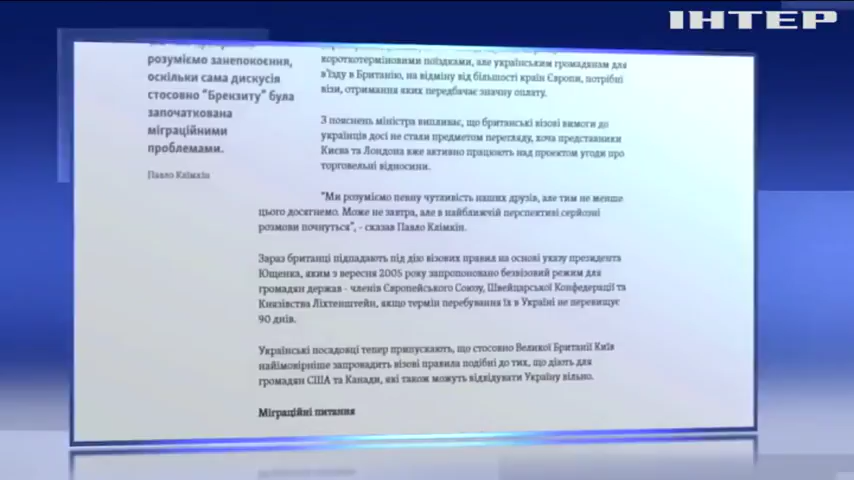 ІНТЕР
розуміємо занепокоєння,
оскільки сама дискусія
стосовно "Брекзиту" була
започаткована
міграційними
проблемами.
Павло Клімкін
короткотерміновими поїздками, але українським громадянам для
в'їзду в Британію, на відміну від більшості країн Європи, потрібні
візи, отримання яких передбачає значну оплату.
З пояснень міністра випливає, що британські візові вимоги до
українців досі не стали предметом перегляду, хоча представники
Києва та Лондона вже активно працюють над проектом угоди про
торговельні відносини.
"Ми розуміємо певну чутливість наших друзів, але тим не менше
цього досягнемо. Може не завтра, але в найближчій перспективі серйозні
розмови почнуться", - сказав Павло Клімкін.
Зараз британці підпадають під дію візових правил на основі указу президента
Ющенка, яким з вересня 2005 року запропоновано безвізовий режим для
громадян держав - членів Європейського Союзу, Швейцарської Конфедерації та
Князівства Ліхтенштейн, якщо термін перебування їх в Україні не перевищує
90 днів.
Українські посадовці тепер припускають, що стосовно Великої Британії Київ
найімовірніше запровадить візові правила подібні до тих, що діють для
громадян США та Канади, які також можуть відвідувати Україну вільно.
Міграційні питання